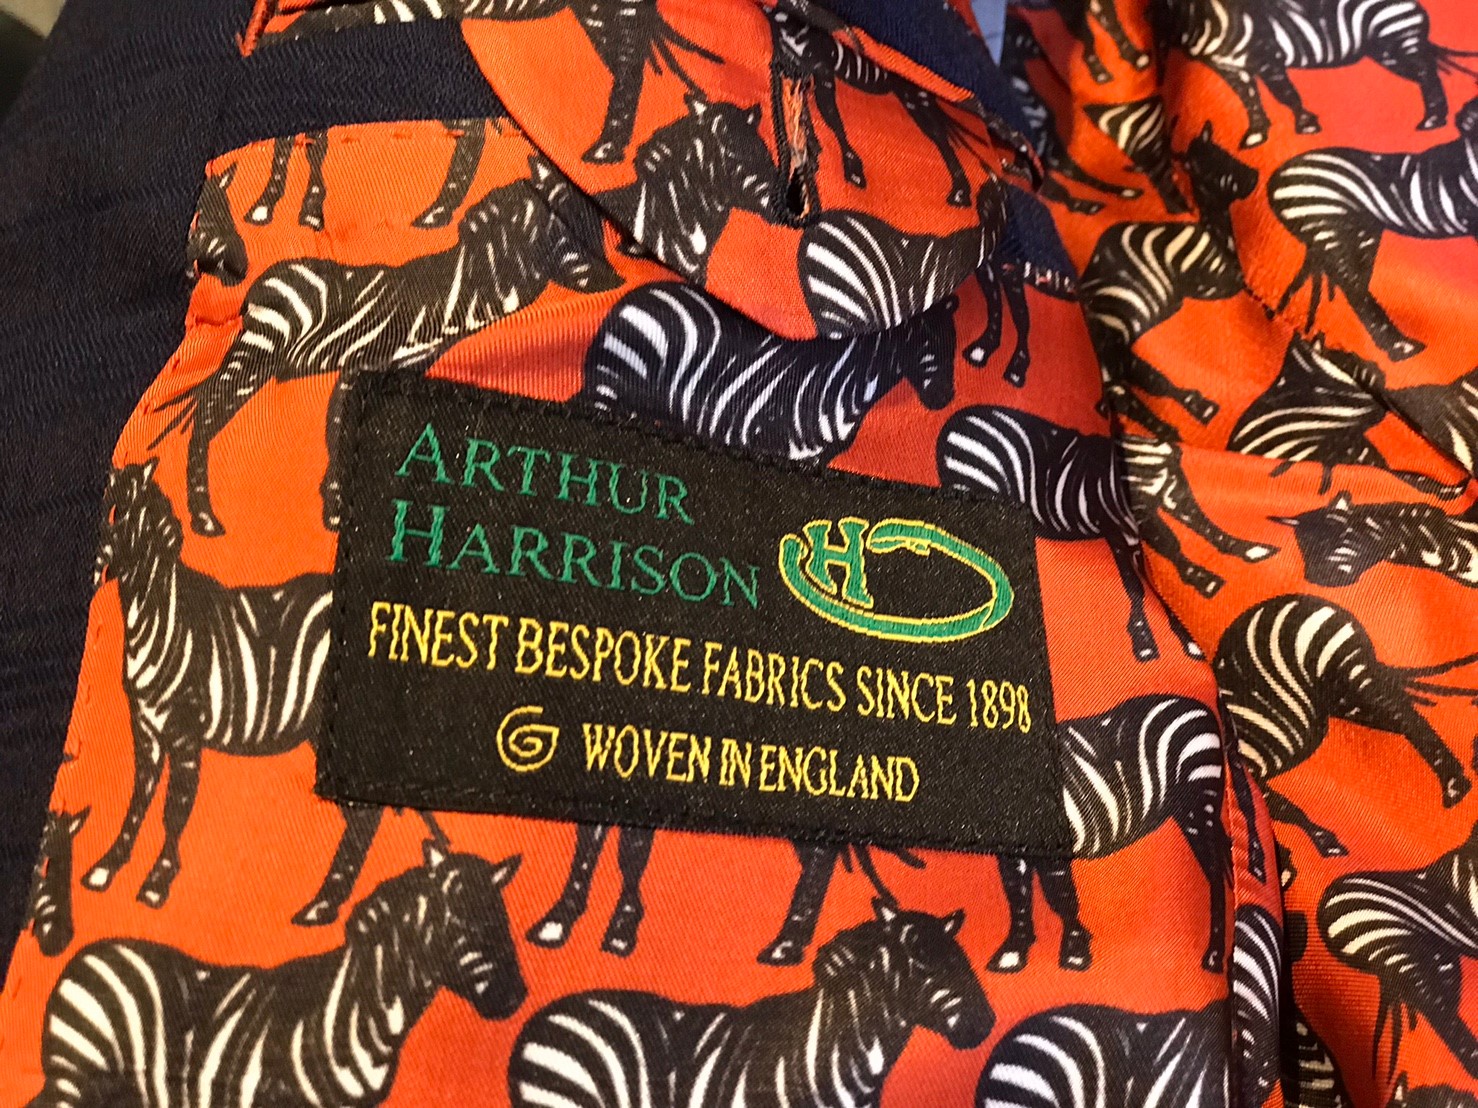 ARTHUR
HARRISON
H
FINEST BESPOKE FABRICS SINCE 1898
WOVEN IN ENGLAND